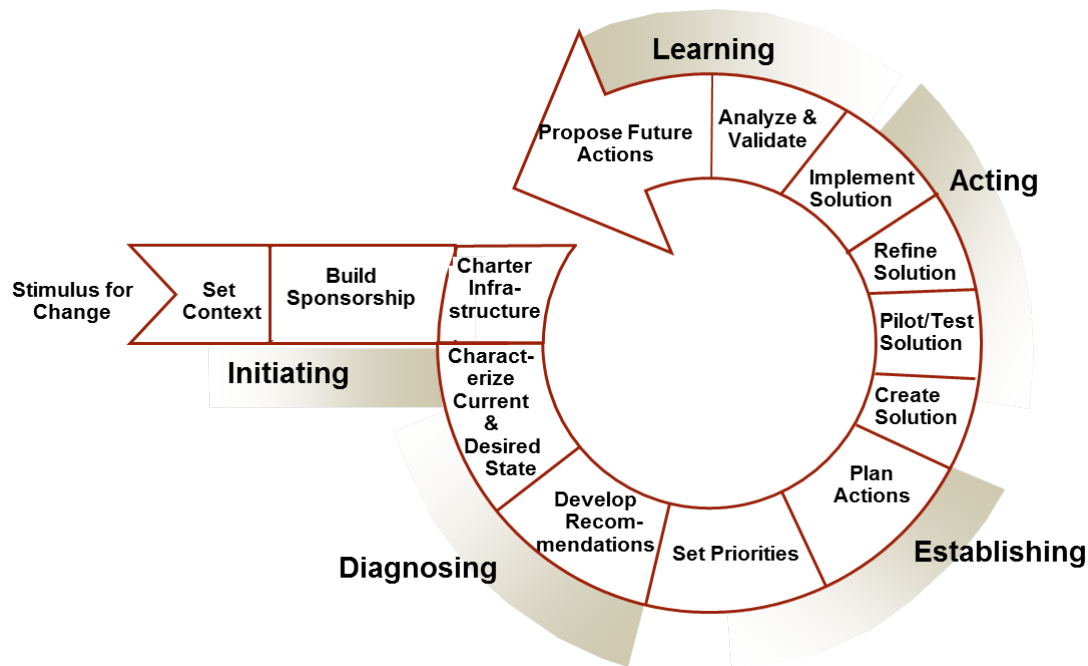 Learning
Propose Future
Actions
Analyze &
Validate
Implement
Solution
Acting
Refine
Solution
Pilot/Test
Solution
Create
Solution
Plan
Actions
Establishing
Set Priorities
Develop
Recom-
mendations
Diagnosing
Charact-
erize
Current
&
Desired
State
Initiating
Charter
Infra-
structure
Build
Sponsorship
Set
Context
Stimulus for
Change